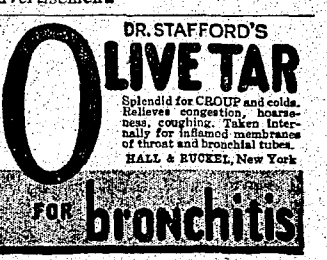 Advertisement
DR. STAFFORD'S
OLIVE TAR
Splendid for CROUP and colds.
Relieves congestion, hoarse-
ness, coughing. Taken inter-
nally for inflamed membranes
of throat and bronchial tubes.
HALL & RUCKEL, New York
FOR bronchitis